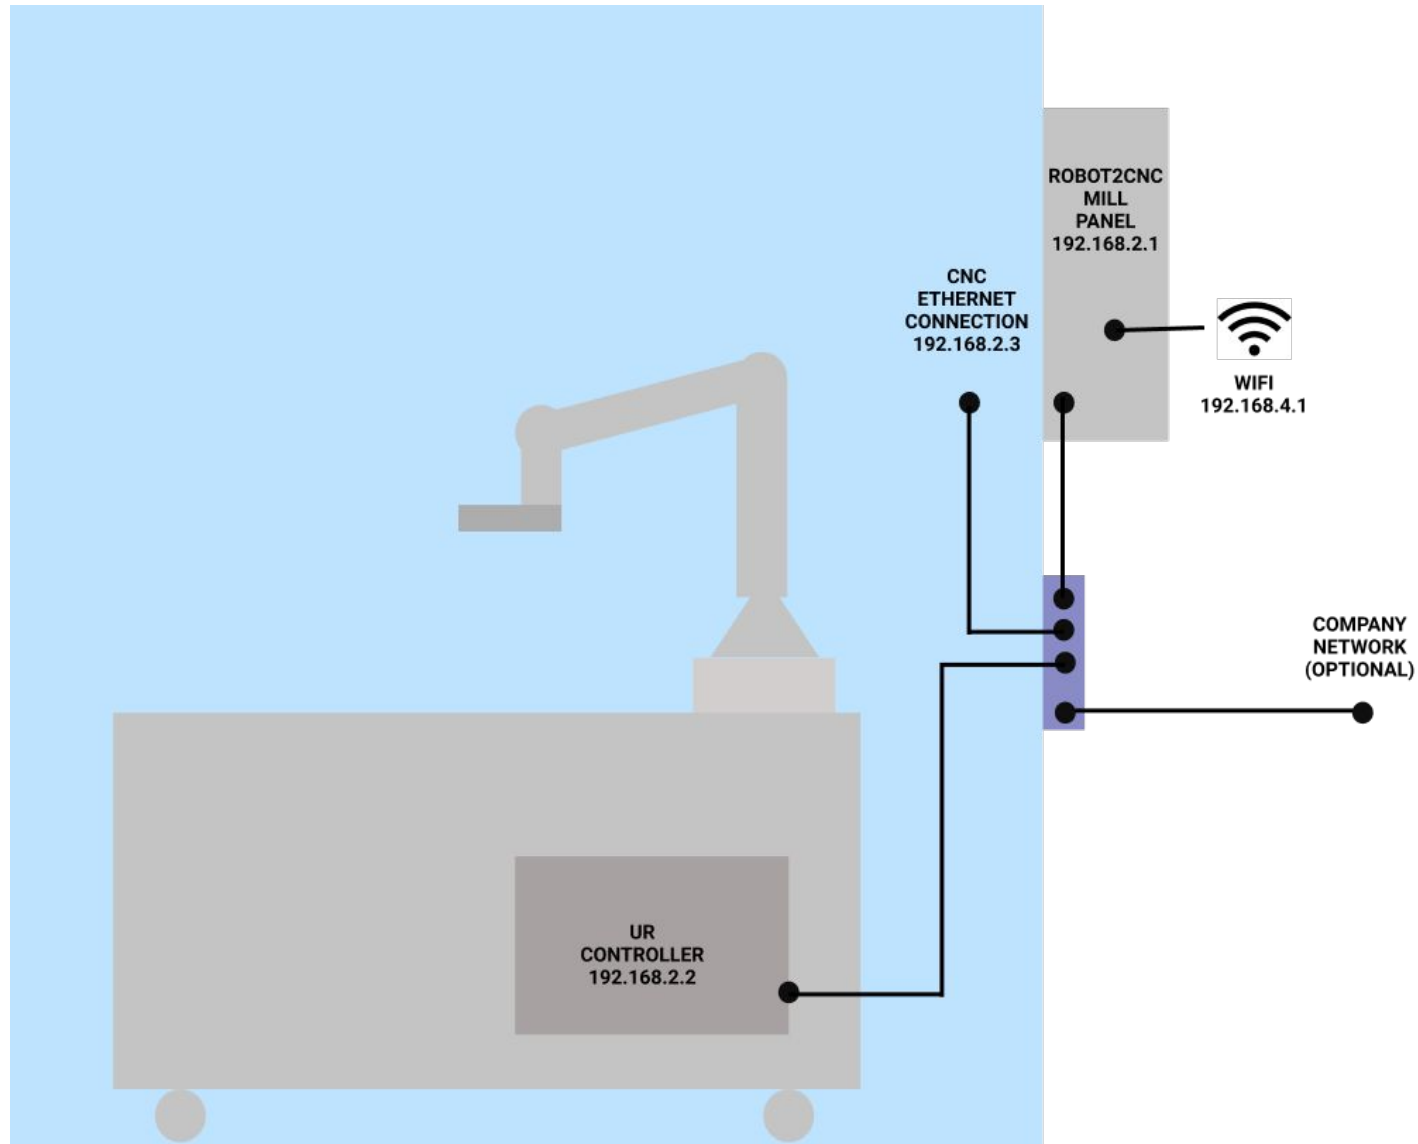 ROBOT2CNC
MILL
PANEL
192.168.2.1
CNC
ETHERNET
CONNECTION
192.168.2.3
WIFI
192.168.4.1
COMPANY
NETWORK
(OPTIONAL)
UR
CONTROLLER
192.168.2.2